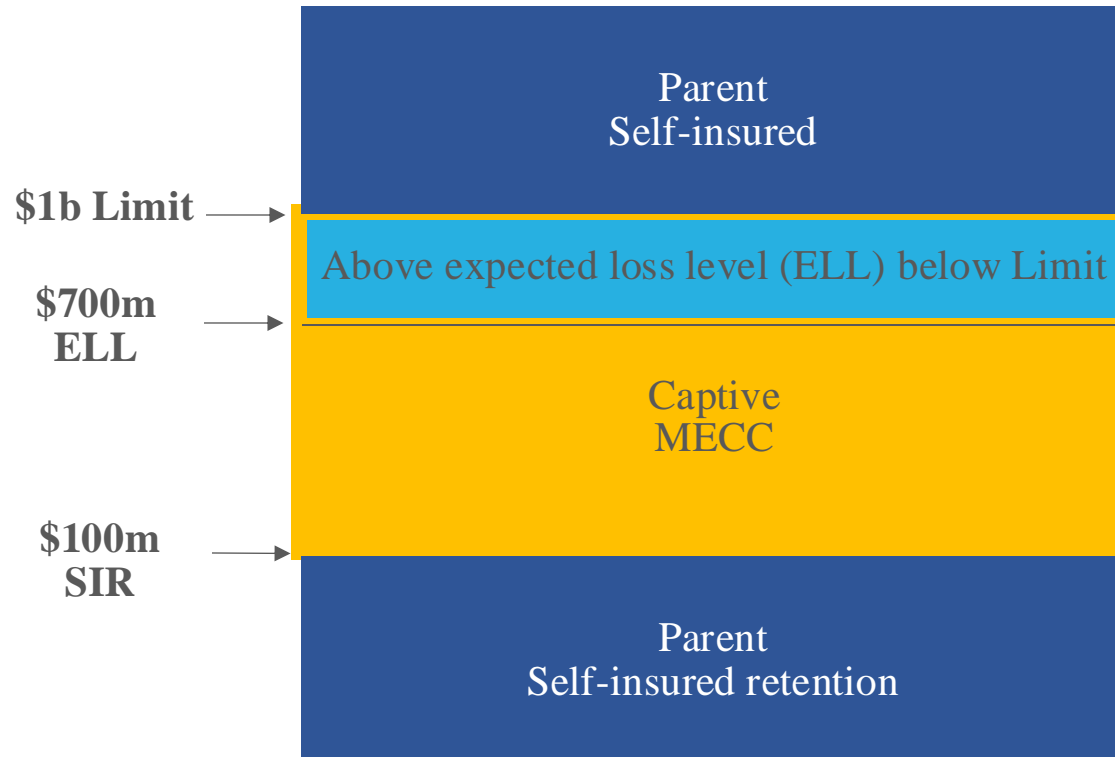 Parent
Self-insured
$1b Limit
Above expected loss level (ELL) below Limit
$700m
ELL
Captive
MECC
$100m
SIR
Parent
Self-insured retention